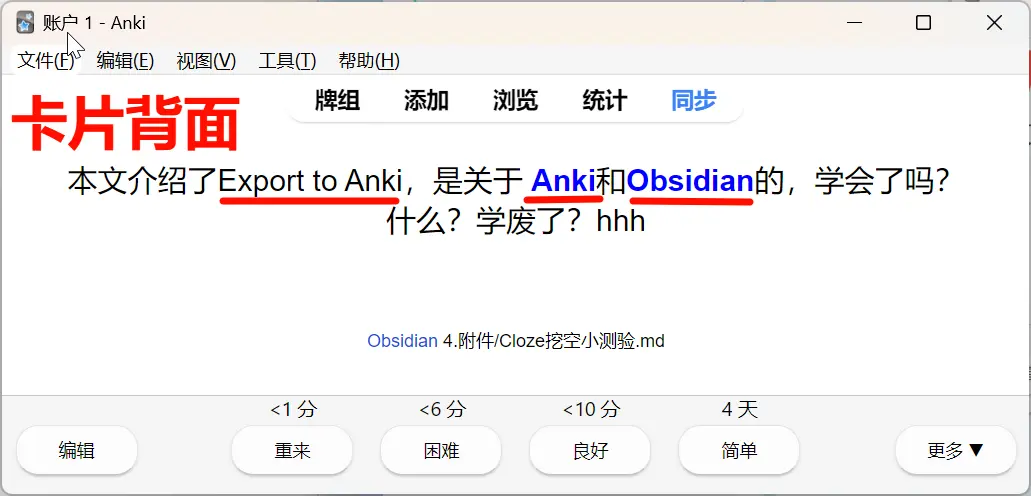 账户 1 - Anki
文件(F) 编辑(E) 视图(V) 工具(T) 帮助(H)
牌组 添加 浏览 统计 同步
卡片背面
本文介绍了Export to Anki，是关于 Anki和Obsidian的，学会了吗？
什么？学废了？hhh
Obsidian 4.附件/Cloze挖空小测验.md
<1 分 <6 分 <10 分 4 天
编辑 重来 困难 良好 简单 更多 ▼